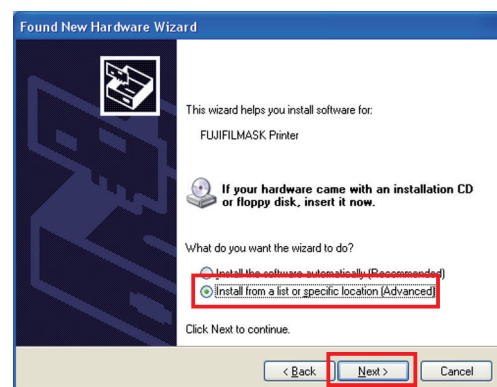 Found New Hardware Wizard
This wizard helps you install software for:
FUJIFILMASK Printer
If your hardware came with an installation CD
or floppy disk, insert it now.
What do you want the wizard to do?
Install the software automatically (Recommended)
Install from a list or specific location (Advanced)
Click Next to continue.
< Back Next > Cancel